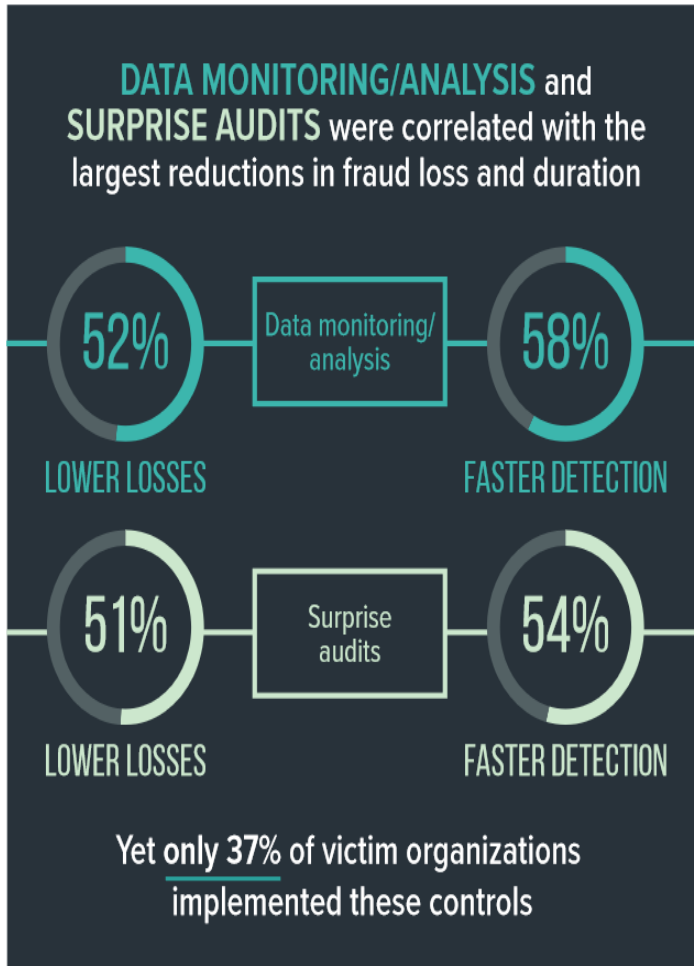 DATA MONITORING/ANALYSIS and
SURPRISE AUDITS were correlated with the
largest reductions in fraud loss and duration
52%
Data monitoring/
analysis
58%
LOWER LOSSES
FASTER DETECTION
51%
Surprise
audits
54%
LOWER LOSSES
FASTER DETECTION
Yet only 37% of victim organizations
implemented these controls